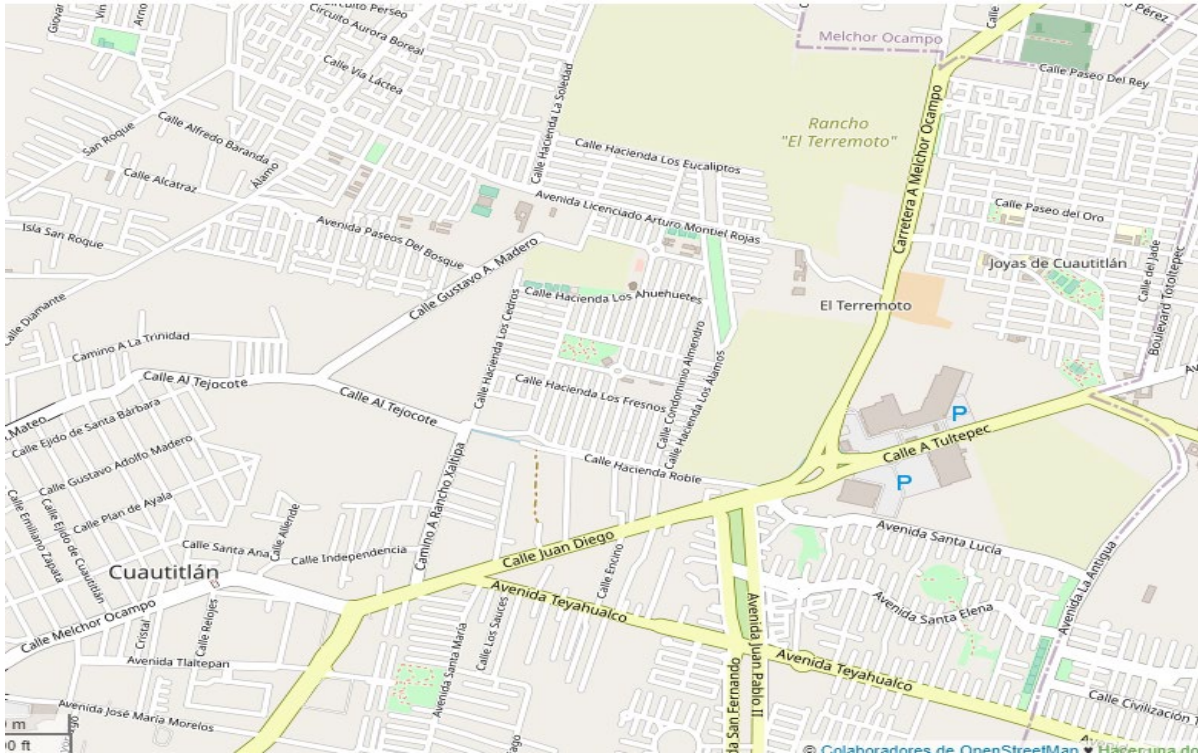 Circuito Perseo
Circuito Aurora Boreal
Calle Vía Láctea
Melchor Ocampo
Calle Paseo Del Rey
Rancho
"El Terremoto"
San Roque
Calle Alfredo Baranda
Álamo
Calle Alcatraz
Isla San Roque
Calle Hacienda La Soledad
Calle Hacienda Los Eucaliptos
Avenida Licenciado Arturo Montiel Rojas
Carretera A Melchor Ocampo
Calle Paseo del Oro
Calle del Jade
Boulevard Totoltepec
Joyas de Cuautitlán
Avenida Paseos Del Bosque
Calle Gustavo A. Madero
Calle Hacienda Los Ahuehuetes
El Terremoto
Calle Diamante
Camino A La Trinidad
Calle Hacienda Los Cedros
Calle Condominio Almendro
Calle Hacienda Los Álamos
Calle Al Tejocote
Calle Al Tejocote
Calle Hacienda Los Fresnos
Mateo
Calle Ejido de Santa Bárbara
P
Calle A Tultepec
Calle Gustavo Adolfo Madero
Calle Hacienda Roble
P
Calle Plan de Ayala
Camino A Rancho Xaltipa
Calle Emiliano Zapata
Calle Ejido de Cuautitlán
Calle Allende
Calle Santa Ana
Calle Independencia
Calle Juan Diego
Avenida Santa Lucía
Cuautitlán
Calle Encino
Avenida La Antigua
Calle Melchor Ocampo
Avenida Teyahualco
Avenida Santa Elena
Cristal
Calle Relojes
Calle Los Sauces
Avenida Santa María
Avenida Juan Pablo II
Avenida Tlaltepan
Avenida Teyahualco
San Fernando
Calle Civilización
Avenida José María Morelos
m
00 ft
© Colaboradores de OpenStreetMap ♥